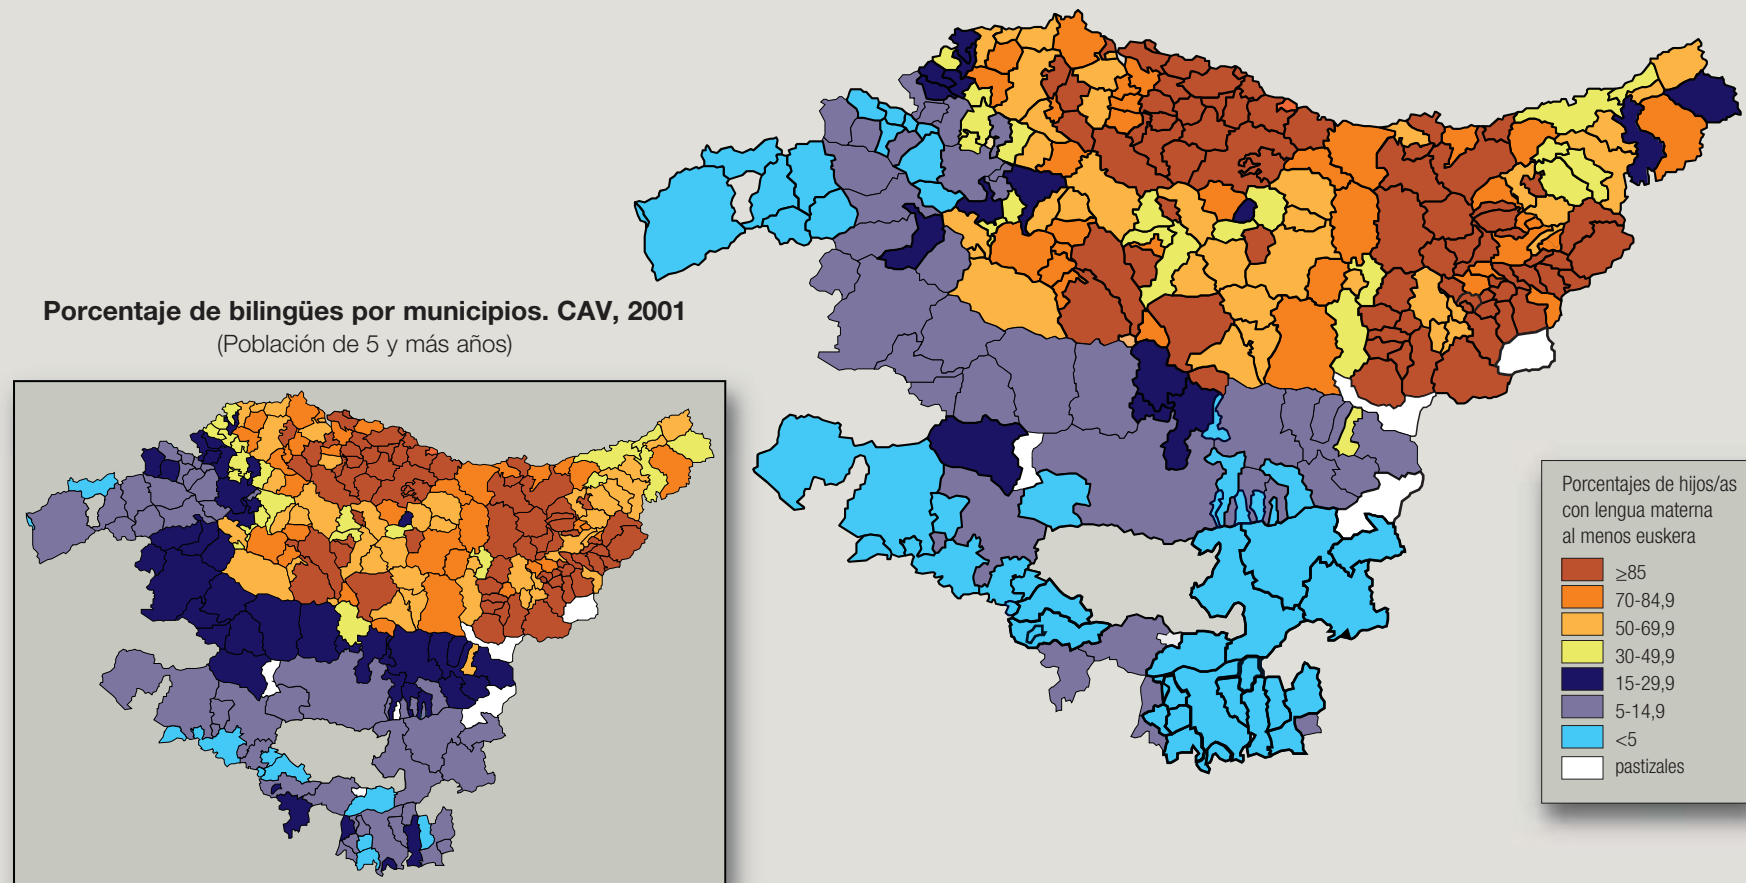 Porcentaje de bilingües por municipios. CAV, 2001
(Población de 5 y más años)
Porcentajes de hijos/as
con lengua materna
al menos euskera
≥85
70-84,9
50-69,9
30-49,9
15-29,9
5-14,9
<5
pastizales